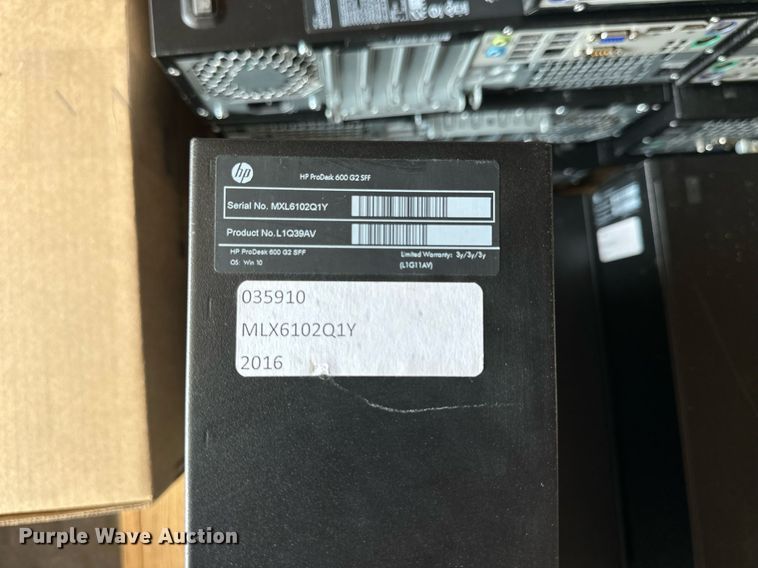 hp
HP ProDesk 600 G2 SFF
Serial No. MXL6102Q1Y
Product No.L1Q39AV
HP ProDesk 600 G2 SFF
OS: Win 10
Limited Warranty: 3y/3y/3y
(L1G11AV)
035910
MLX6102Q1Y
2016
Purple Wave Auction